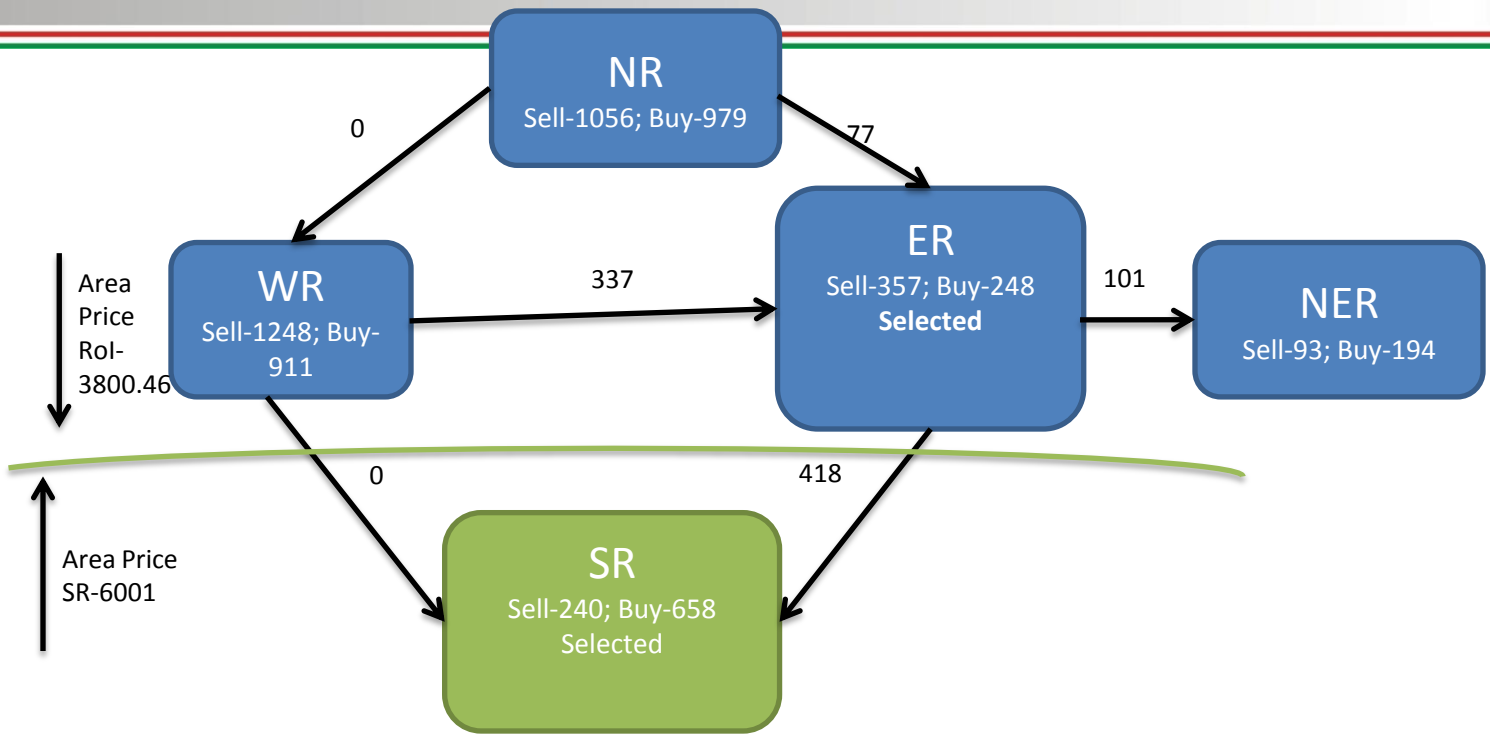 NR
Sell-1056; Buy-979
0
77
ER
Sell-357; Buy-248
Selected
WR
Sell-1248; Buy-
911
337
101
NER
Sell-93; Buy-194
Area
Price
RoI-
3800.46
0
418
SR
Sell-240; Buy-658
Selected
Area Price
SR-6001